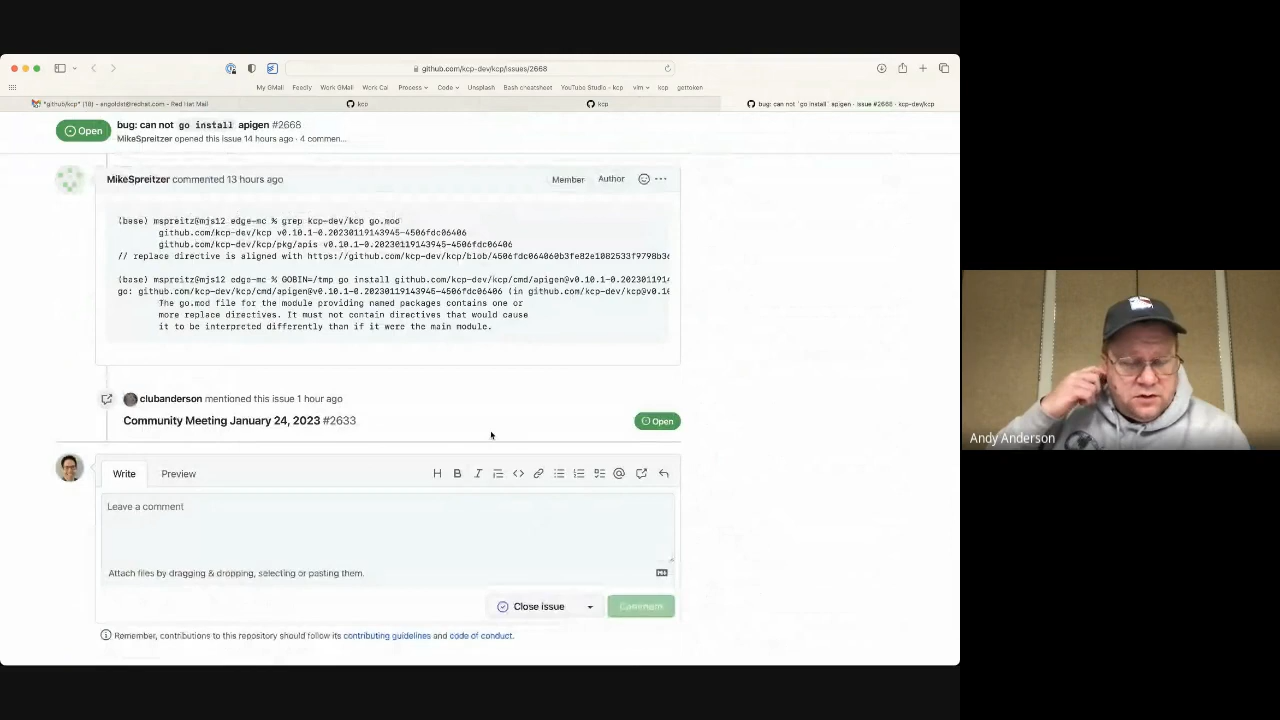 github.com/kcp-dev/kcp/issues/2668
My GMail Feedly Work GMail Work Cal Process Code Unsplash Bash cheatsheet YouTube Studio - kcp vim kcp gettoken
"github/kcp" (18) - angoldst@redhat.com - Red Hat Mail
kcp
kcp
bug: can not `go install` apigen · Issue #2668 · kcp-dev/kcp
Open
bug: can not go install apigen #2668
MikeSpreitzer opened this issue 14 hours ago · 4 commen...
MikeSpreitzer commented 13 hours ago
Member
Author
(base) mspreitz@mjs12 edge-mc % grep kcp-dev/kcp go.mod
github.com/kcp-dev/kcp v0.10.1-0.20230119143945-4506fdc06406
github.com/kcp-dev/kcp/pkg/apis v0.10.1-0.20230119143945-4506fdc06406
// replace directive is aligned with https://github.com/kcp-dev/kcp/blob/4506fdc064060b3fe82e1082533f9798b36
(base) mspreitz@mjs12 edge-mc % GOBIN=/tmp go install github.com/kcp-dev/kcp/cmd/apigen@v0.10.1-0.202301194
go: github.com/kcp-dev/kcp/cmd/apigen@v0.10.1-0.20230119143945-4506fdc06406 (in github.com/kcp-dev/kcp@v0.10
The go.mod file for the module providing named packages contains one or
more replace directives. It must not contain directives that would cause
it to be interpreted differently than if it were the main module.
clubanderson mentioned this issue 1 hour ago
Community Meeting January 24, 2023 #2633
Open
Write
Preview
Leave a comment
Attach files by dragging & dropping, selecting or pasting them.
Close issue
Comment
Remember, contributions to this repository should follow its contributing guidelines and code of conduct.
Andy Anderson